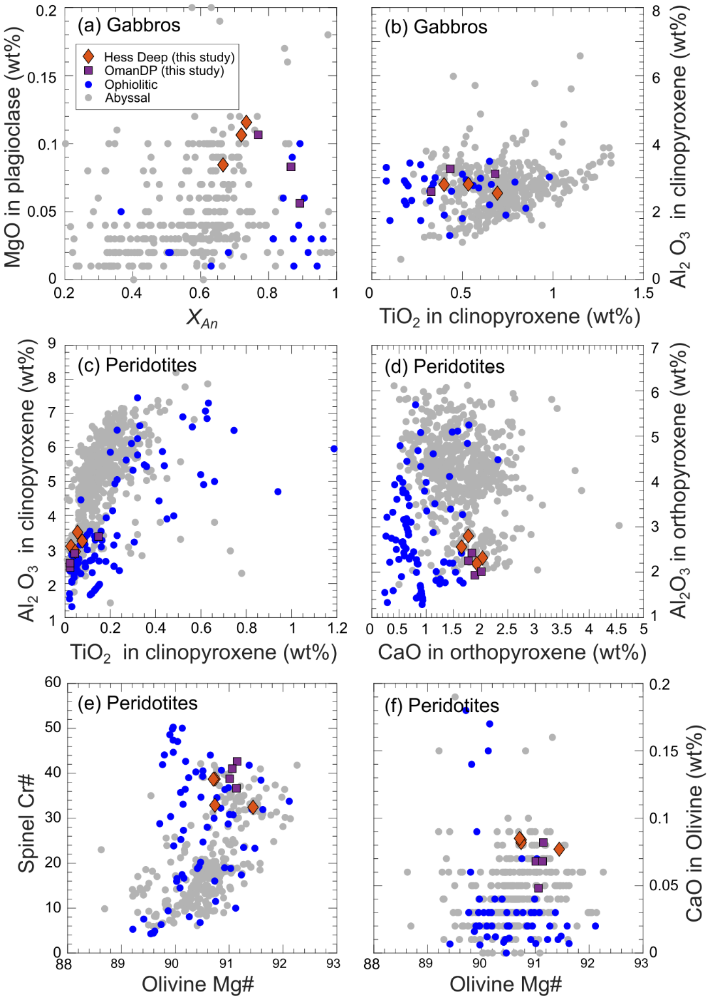 (a) Gabbros
Hess Deep (this study)
OmanDP (this study)
Ophiolitic
Abyssal
MgO in plagioclase (wt%)
0.2
0.15
0.1
0.05
0
0.2 0.4 0.6 0.8 1
X_An
(b) Gabbros
8
6
4
2
0
Al₂ O₃ in clinopyroxene (wt%)
0 0.5 1 1.5
TiO₂ in clinopyroxene (wt%)
(c) Peridotites
Al₂ O₃ in clinopyroxene (wt%)
9
8
7
6
5
4
3
2
1
0 0.2 0.4 0.6 0.8 1 1.2
TiO₂ in clinopyroxene (wt%)
(d) Peridotites
7
6
5
4
3
2
1
Al₂O₃ in orthopyroxene (wt%)
0 0.5 1 1.5 2 2.5 3 3.5 4 4.5 5
CaO in orthopyroxene (wt%)
(e) Peridotites
Spinel Cr#
60
50
40
30
20
10
0
88 89 90 91 92 93
Olivine Mg#
(f) Peridotites
0.2
0.15
0.1
0.05
0
CaO in Olivine (wt%)
88 89 90 91 92 93
Olivine Mg#